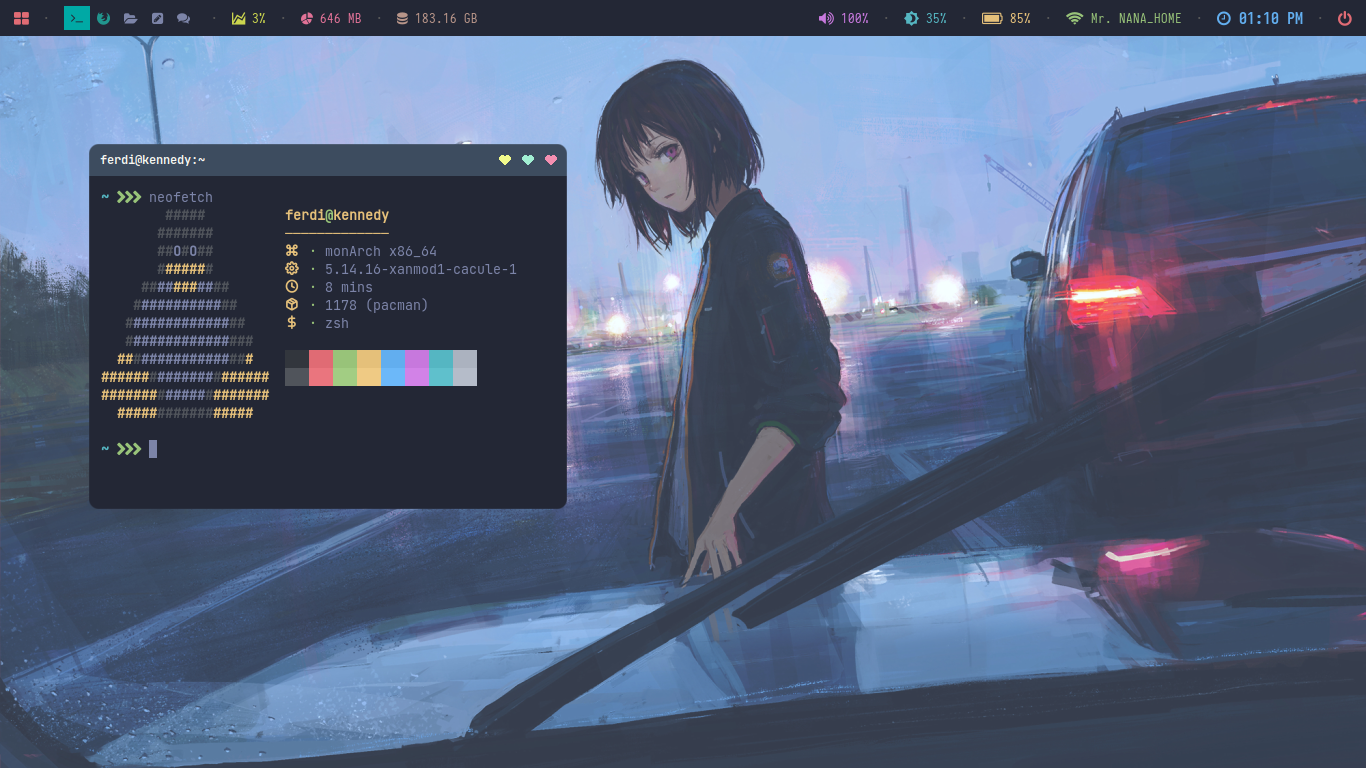 3% · 646 MB · 183.16 GB
100% · 35% · 85% · Mr. NANA_HOME · 01:10 PM
ferdi@kennedy:~
~ neofetch
#####
#######
##O#O##
#######
###########
#############
###############
################
#################
#####################
#####################
#################
ferdi@kennedy
─────────────
· monArch x86_64
· 5.14.16-xanmod1-cacule-1
· 8 mins
· 1178 (pacman)
$ · zsh
~